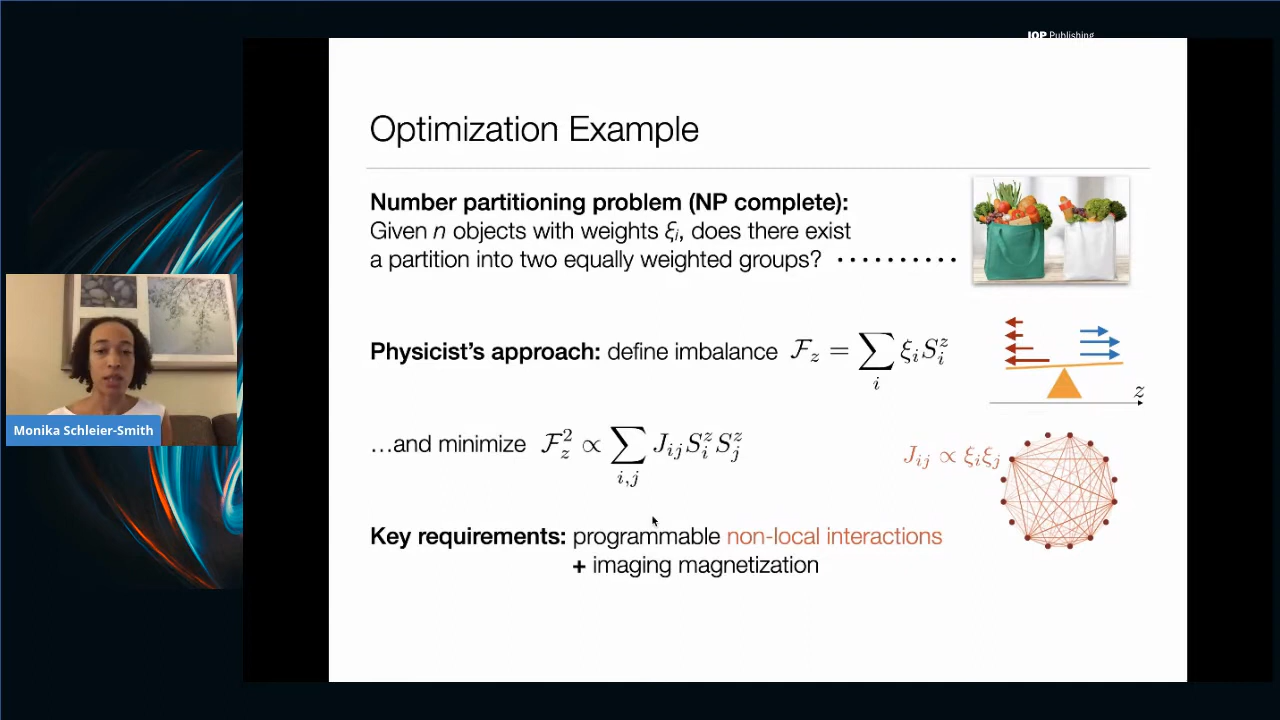 IOP Publishing
Optimization Example
Number partitioning problem (NP complete):
Given n objects with weights ξᵢ, does there exist
a partition into two equally weighted groups? ··········
Physicist’s approach: define imbalance 𝓕_z = ∑_i ξ_i S_i^z
z
…and minimize 𝓕_z^2 ∝ ∑_{i,j} J_{ij} S_i^z S_j^z
J_{ij} ∝ ξ_i ξ_j
Key requirements: programmable non-local interactions
+ imaging magnetization
Monika Schleier-Smith